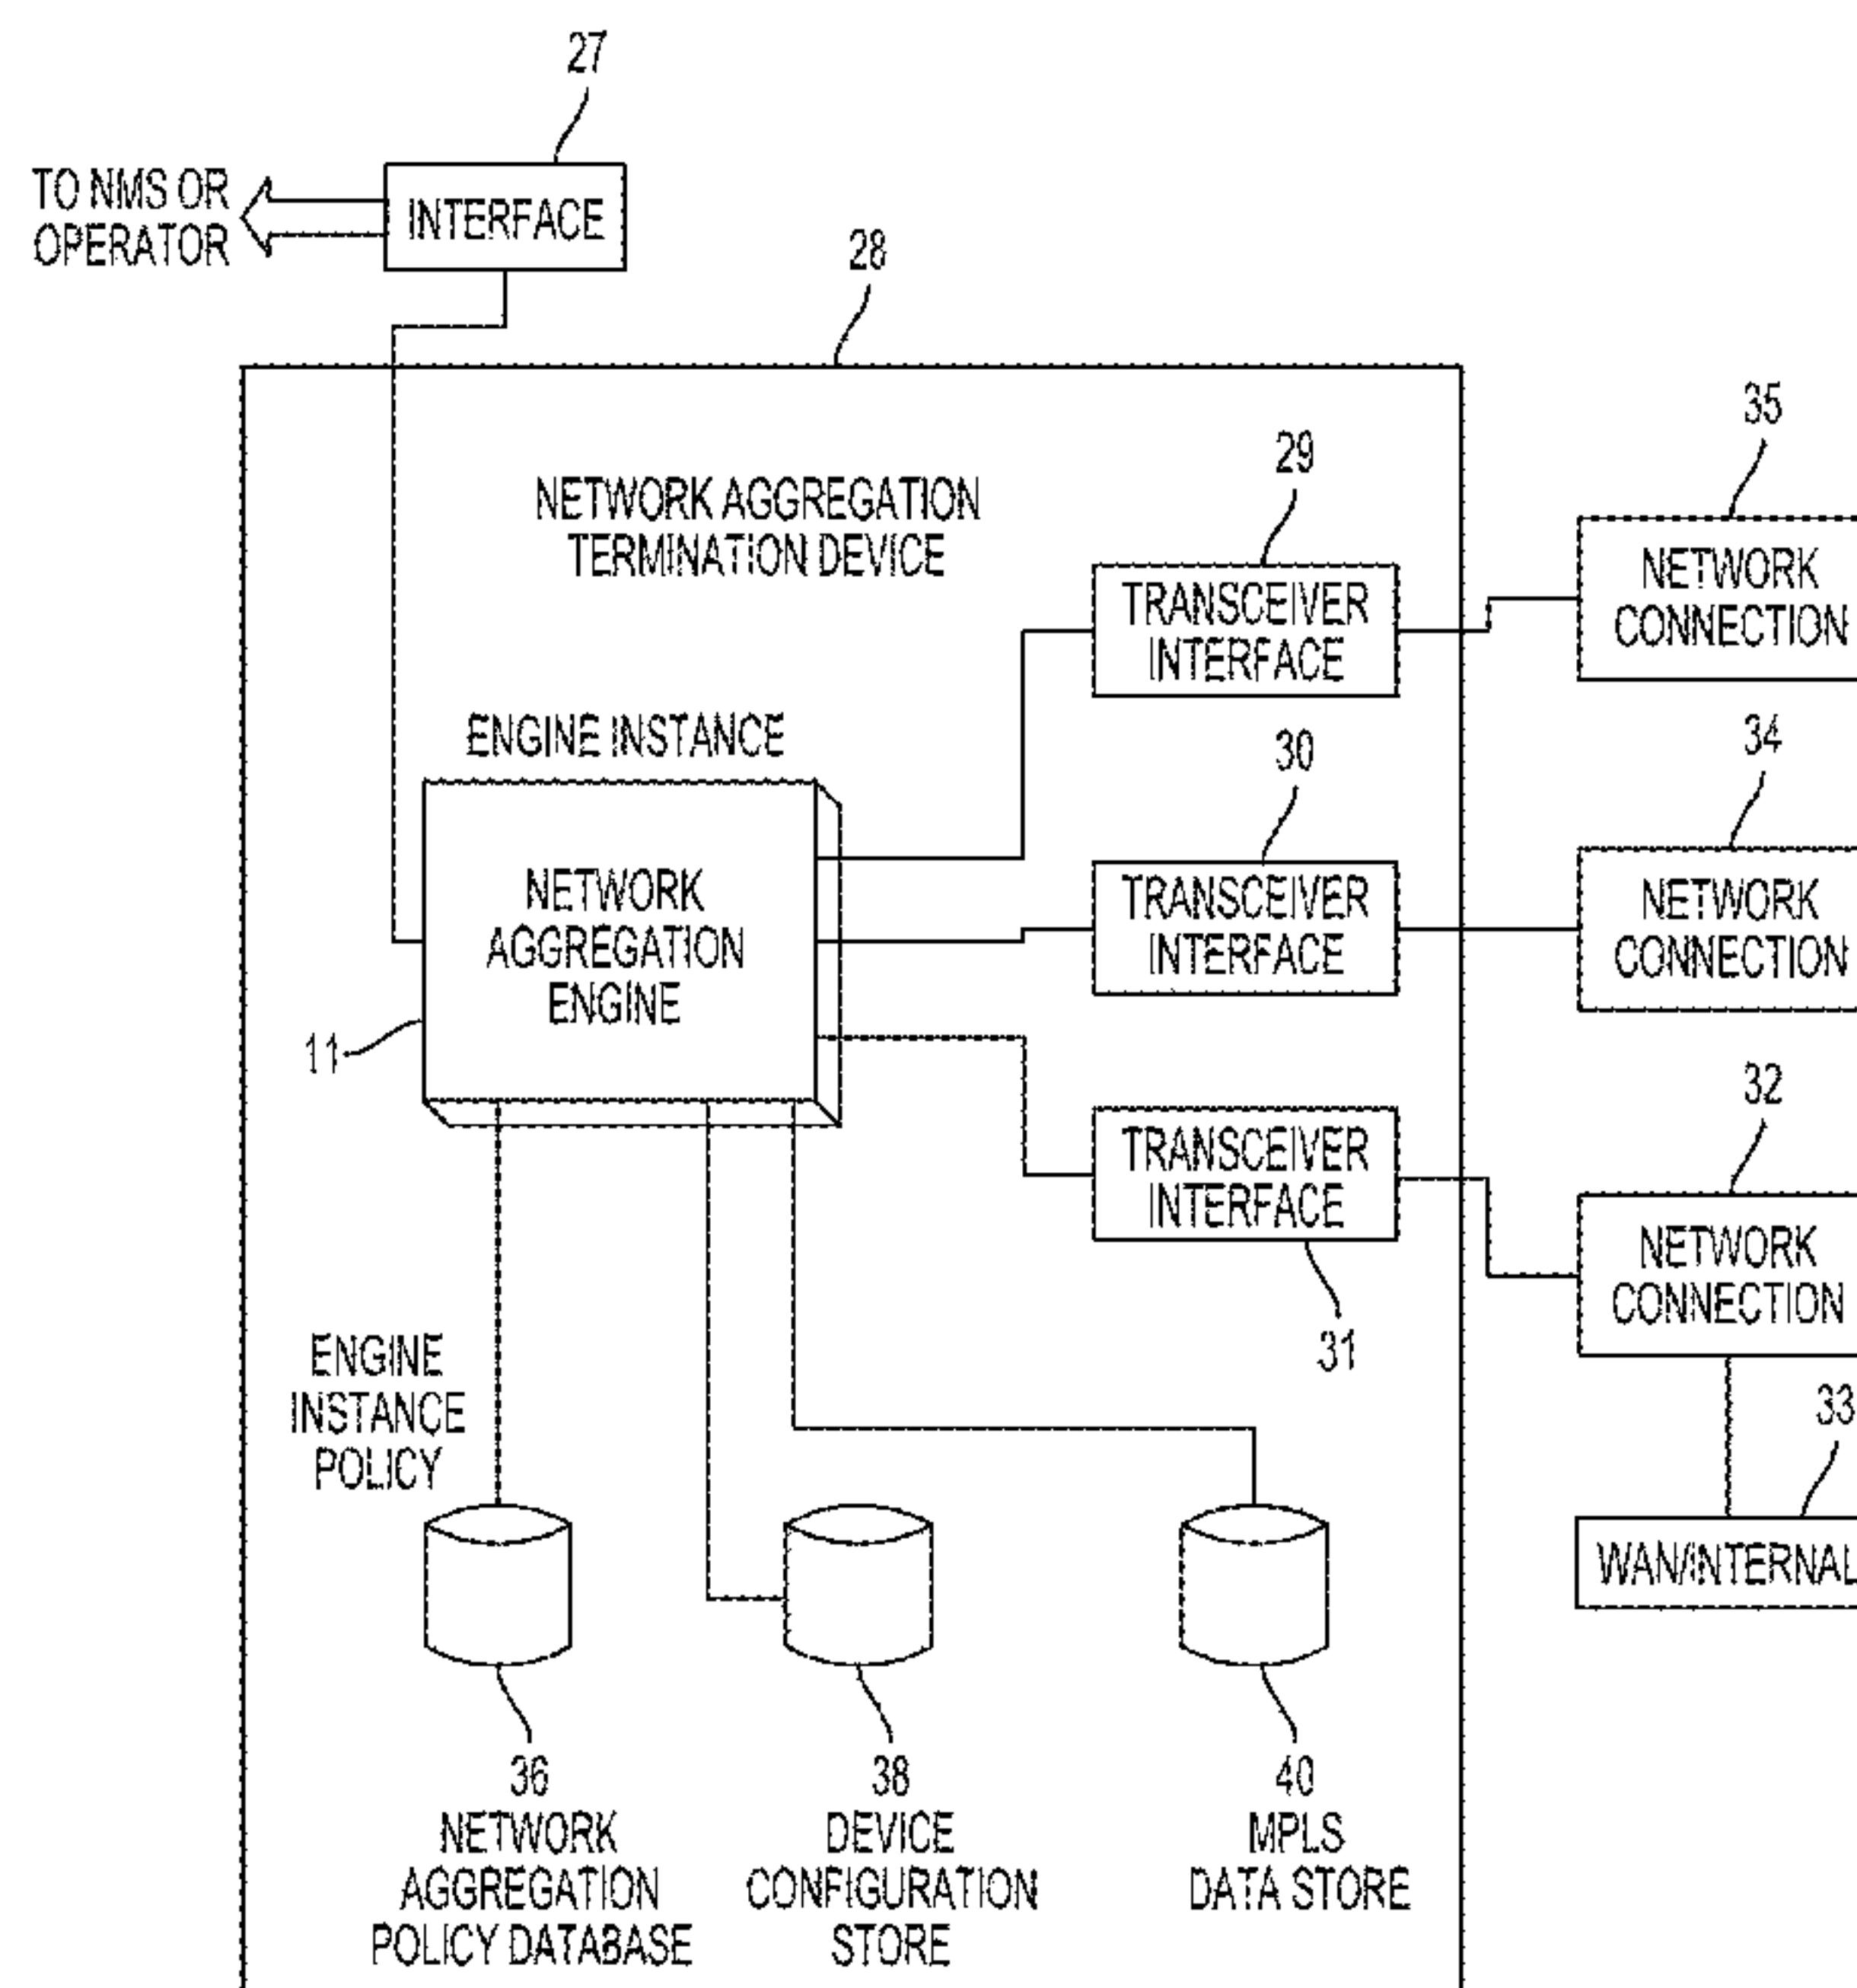 27
TO NMS OR
OPERATOR
INTERFACE
28
35
29
NETWORK AGGREGATION
TERMINATION DEVICE
NETWORK
CONNECTION
TRANSCEIVER
INTERFACE
ENGINE INSTANCE
34
30
NETWORK
AGGREGATION
ENGINE
TRANSCEIVER
INTERFACE
NETWORK
CONNECTION
11
32
TRANSCEIVER
INTERFACE
NETWORK
CONNECTION
31
ENGINE
INSTANCE
POLICY
33
WAN/INTERNAL
36
NETWORK
AGGREGATION
POLICY DATABASE
38
DEVICE
CONFIGURATION
STORE
40
MPLS
DATA STORE